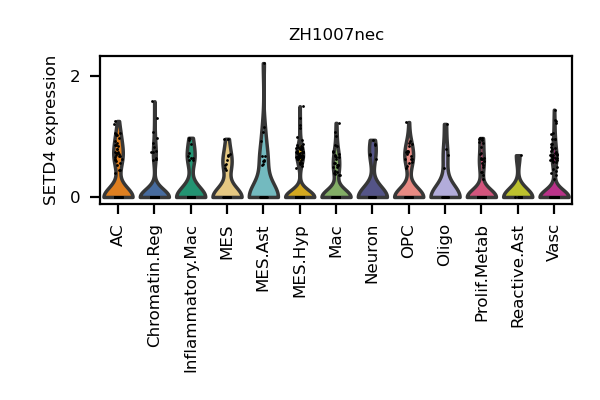 ZH1007nec
SETD4 expression
2
0
AC
Chromatin.Reg
Inflammatory.Mac
MES
MES.Ast
MES.Hyp
Mac
Neuron
OPC
Oligo
Prolif.Metab
Reactive.Ast
Vasc